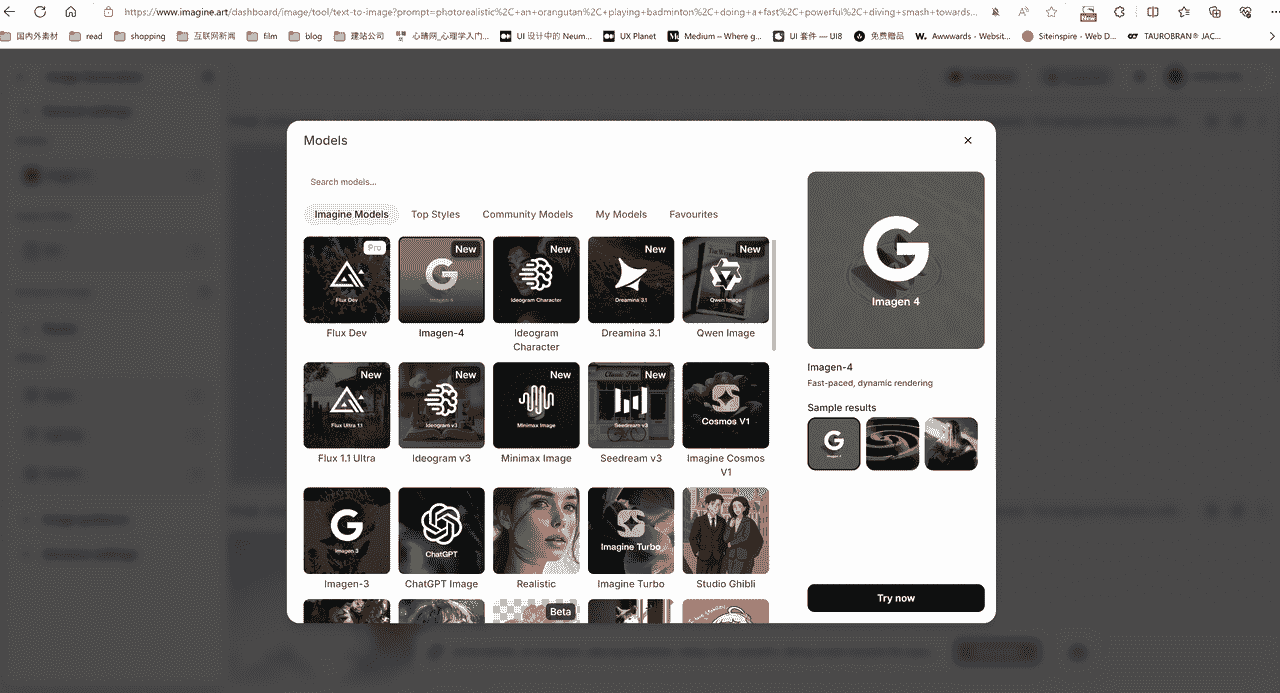 https://www.imagine.art/dashboard/image/tool/text-to-image?prompt=photorealistic%2C+an+orangutan%2C+playing+badminton%2C+doing+a+fast%2C+powerful%2C+diving+smash+towards...
New
国内外素材 read shopping 互联网新闻 film blog 建站公司 心晴网_心理学入门... UI 设计中的 Neum... UX Planet Medium – Where g... UI 套件 — UI8 免费赠品 Awwwards - Websit... Siteinspire - Web D... TAUROBRAN® JAC...
Models
Search models...
Imagine Models Top Styles Community Models My Models Favourites
Pro New New New New
Flux Dev Imagen 4 Ideogram Character Dreamina 3.1 Qwen Image
Flux Dev Imagen-4 Ideogram Character Dreamina 3.1 Qwen Image
New New New New
Flux Ultra 1.1 Ideogram v3 Minimax Image Seedream v3 Cosmos V1
Flux 1.1 Ultra Ideogram v3 Minimax Image Seedream v3 Imagine Cosmos V1
Imagen 3 ChatGPT Imagine Turbo
Imagen-3 ChatGPT Image Realistic Imagine Turbo Studio Ghibli
Beta
Imagen 4
Imagen-4
Fast-paced, dynamic rendering
Sample results
Try now